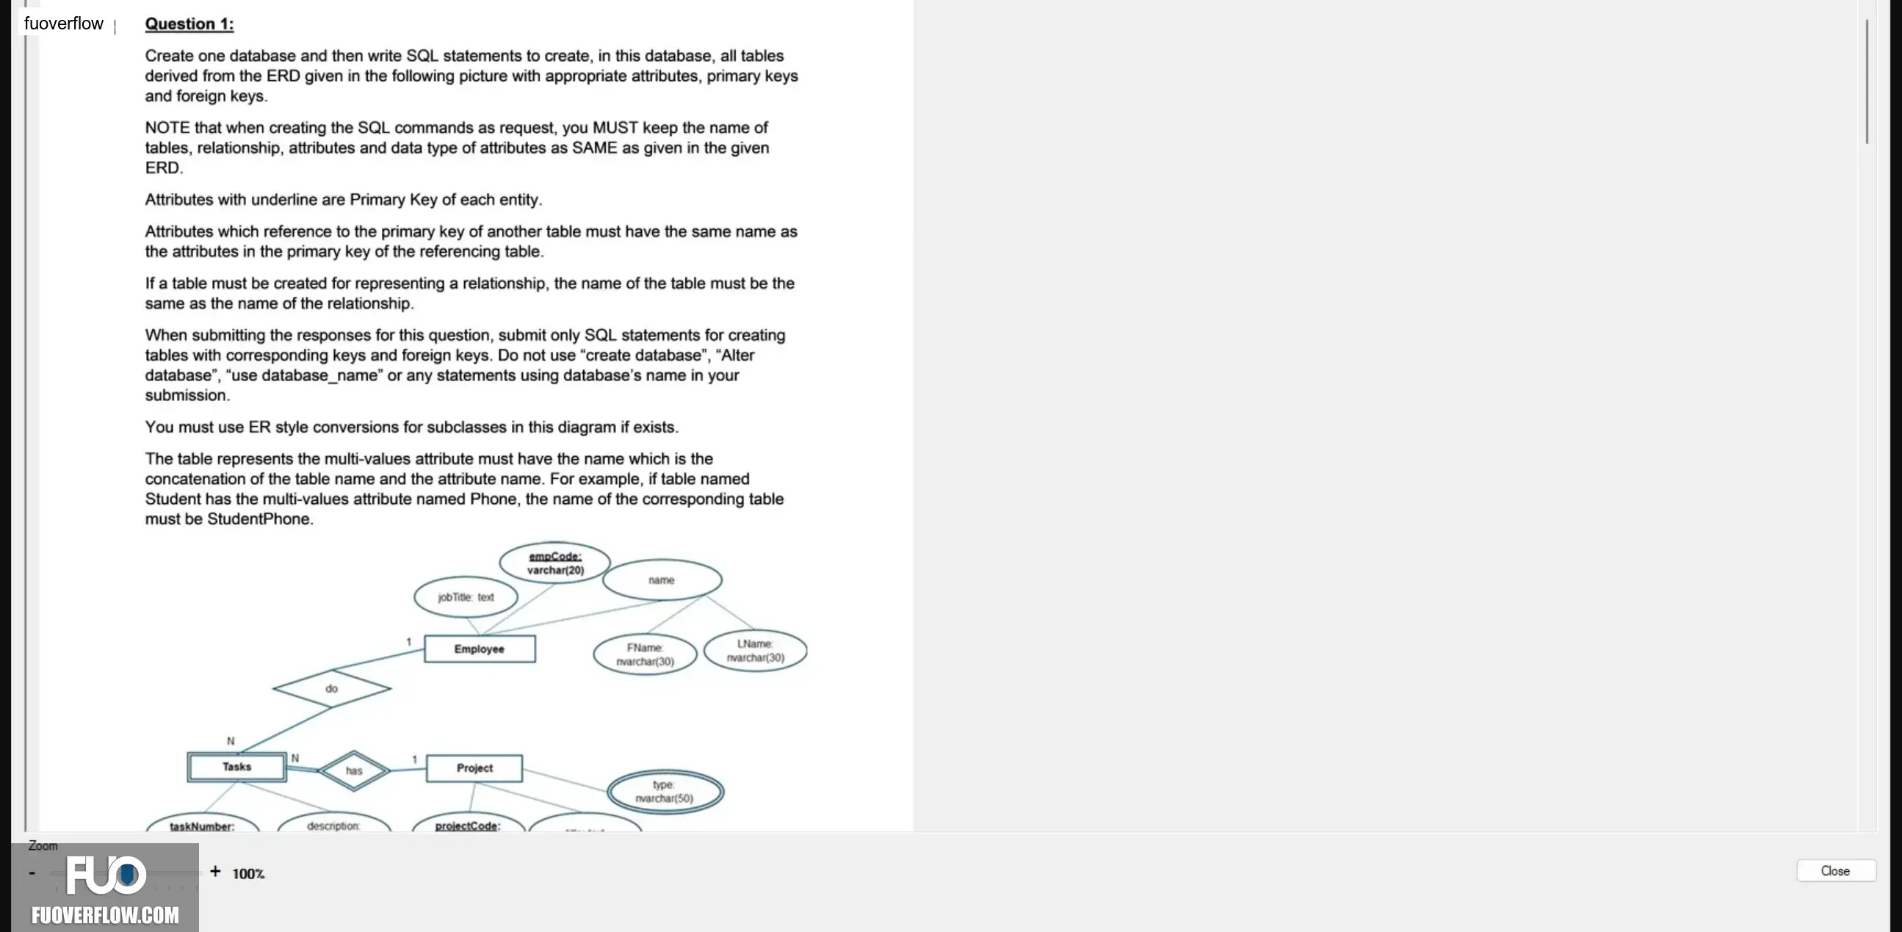 fuoverflow
Question 1:
Create one database and then write SQL statements to create, in this database, all tables
derived from the ERD given in the following picture with appropriate attributes, primary keys
and foreign keys.
NOTE that when creating the SQL commands as request, you MUST keep the name of
tables, relationship, attributes and data type of attributes as SAME as given in the given
ERD.
Attributes with underline are Primary Key of each entity.
Attributes which reference to the primary key of another table must have the same name as
the attributes in the primary key of the referencing table.
If a table must be created for representing a relationship, the name of the table must be the
same as the name of the relationship.
When submitting the responses for this question, submit only SQL statements for creating
tables with corresponding keys and foreign keys. Do not use “create database”, “Alter
database”, “use database_name” or any statements using database’s name in your
submission.
You must use ER style conversions for subclasses in this diagram if exists.
The table represents the multi-values attribute must have the name which is the
concatenation of the table name and the attribute name. For example, if table named
Student has the multi-values attribute named Phone, the name of the corresponding table
must be StudentPhone.
empCode:
varchar(20)
name
jobTitle: text
1
Employee
FName:
nvarchar(30)
LName:
nvarchar(30)
do
N
Tasks
N
has
1
Project
type:
nvarchar(50)
taskNumber:
description:
projectCode:
Zoom
-
+ 100%
Close
FUO
FUOVERFLOW.COM